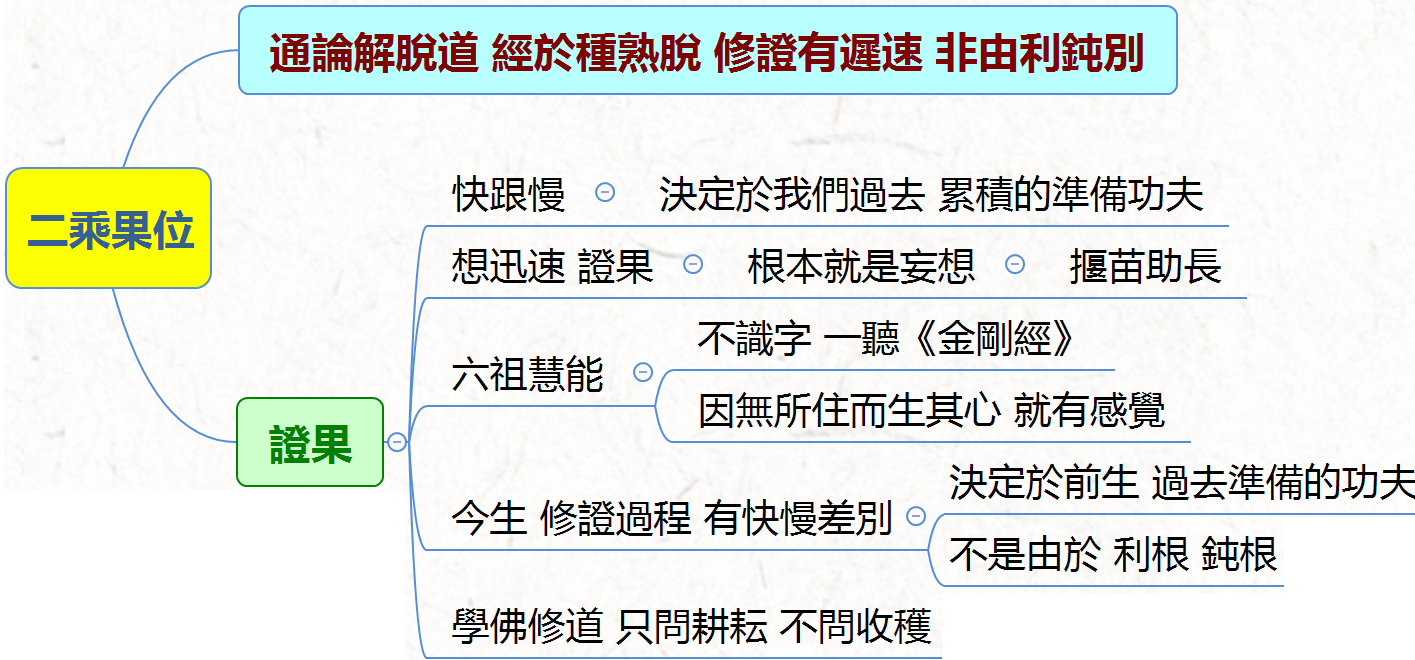 通論解脫道 經於種熟脫 修證有遲速 非由利鈍別
二乘果位
快跟慢 決定於我們過去 累積的準備功夫
想迅速 證果 根本就是妄想 揠苗助長
六祖慧能
不識字 一聽《金剛經》
因無所住而生其心 就有感覺
證果
今生 修證過程 有快慢差別
決定於前生 過去準備的功夫
不是由於 利根 鈍根
學佛修道 只問耕耘 不問收穫